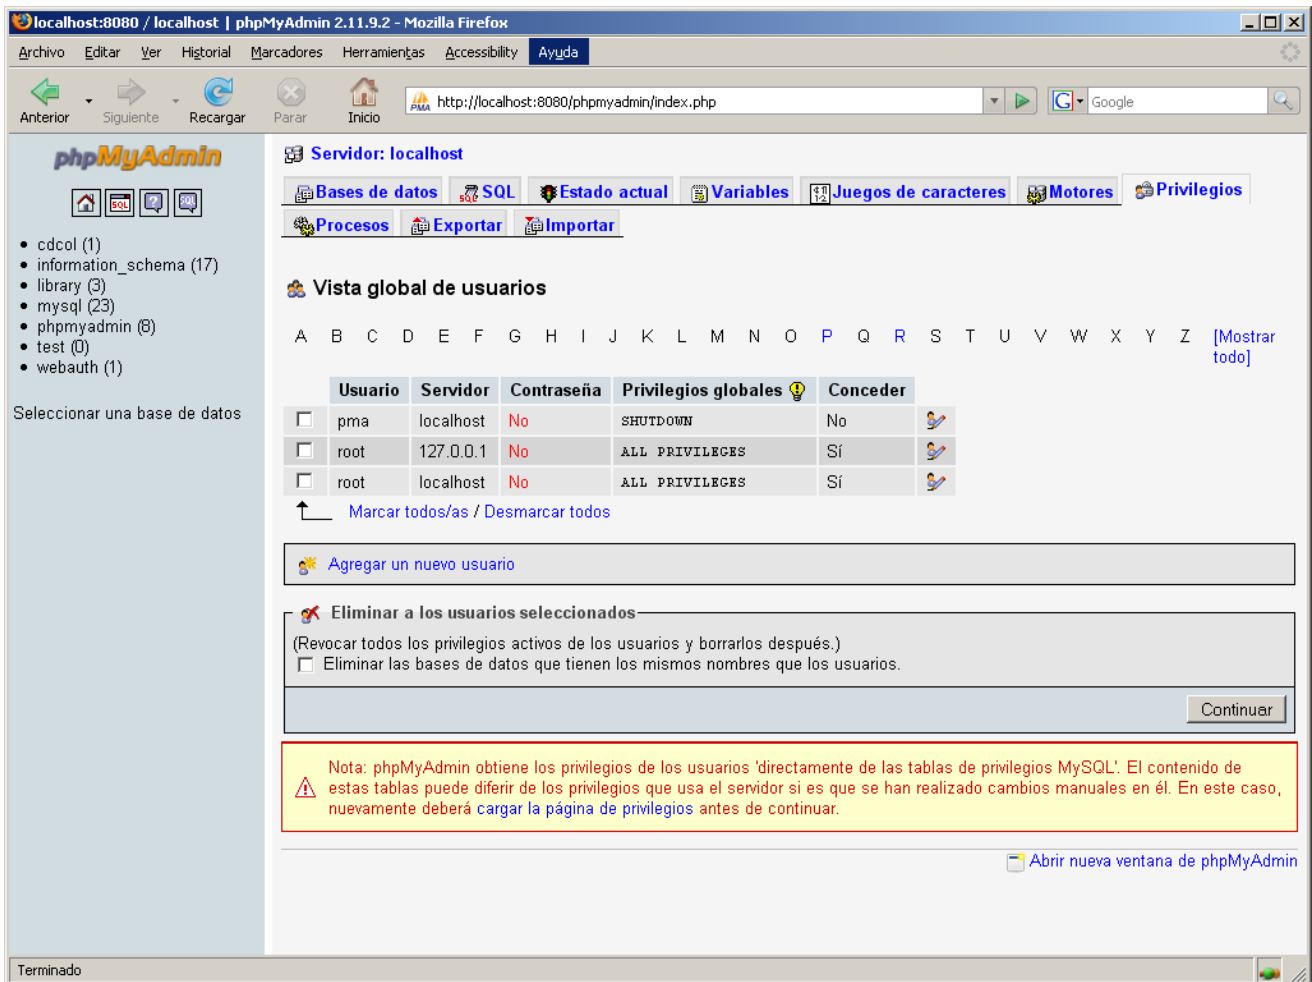 localhost:8080 / localhost | phpMyAdmin 2.11.9.2 - Mozilla Firefox
Archivo Editar Ver Historial Marcadores Herramientas Accessibility Ayuda
Anterior Siguiente Recargar Parar Inicio PMA http://localhost:8080/phpmyadmin/index.php G Google
phpMyAdmin
SQL ? SQL
cdcol (1)
information_schema (17)
library (3)
mysql (23)
phpmyadmin (8)
test (0)
webauth (1)
Seleccionar una base de datos
Servidor: localhost
Bases de datos SQL Estado actual Variables Juegos de caracteres Motores Privilegios
Procesos Exportar Importar
Vista global de usuarios
A B C D E F G H I J K L M N O P Q R S T U V W X Y Z [Mostrar
todo]
Usuario Servidor Contraseña Privilegios globales Conceder
pma localhost No SHUTDOWN No
root 127.0.0.1 No ALL PRIVILEGES Sí
root localhost No ALL PRIVILEGES Sí
Marcar todos/as / Desmarcar todos
Agregar un nuevo usuario
Eliminar a los usuarios seleccionados
(Revocar todos los privilegios activos de los usuarios y borrarlos después.)
Eliminar las bases de datos que tienen los mismos nombres que los usuarios.
Continuar
Nota: phpMyAdmin obtiene los privilegios de los usuarios 'directamente de las tablas de privilegios MySQL'. El contenido de
estas tablas puede diferir de los privilegios que usa el servidor si es que se han realizado cambios manuales en él. En este caso,
nuevamente deberá cargar la página de privilegios antes de continuar.
Abrir nueva ventana de phpMyAdmin
Terminado